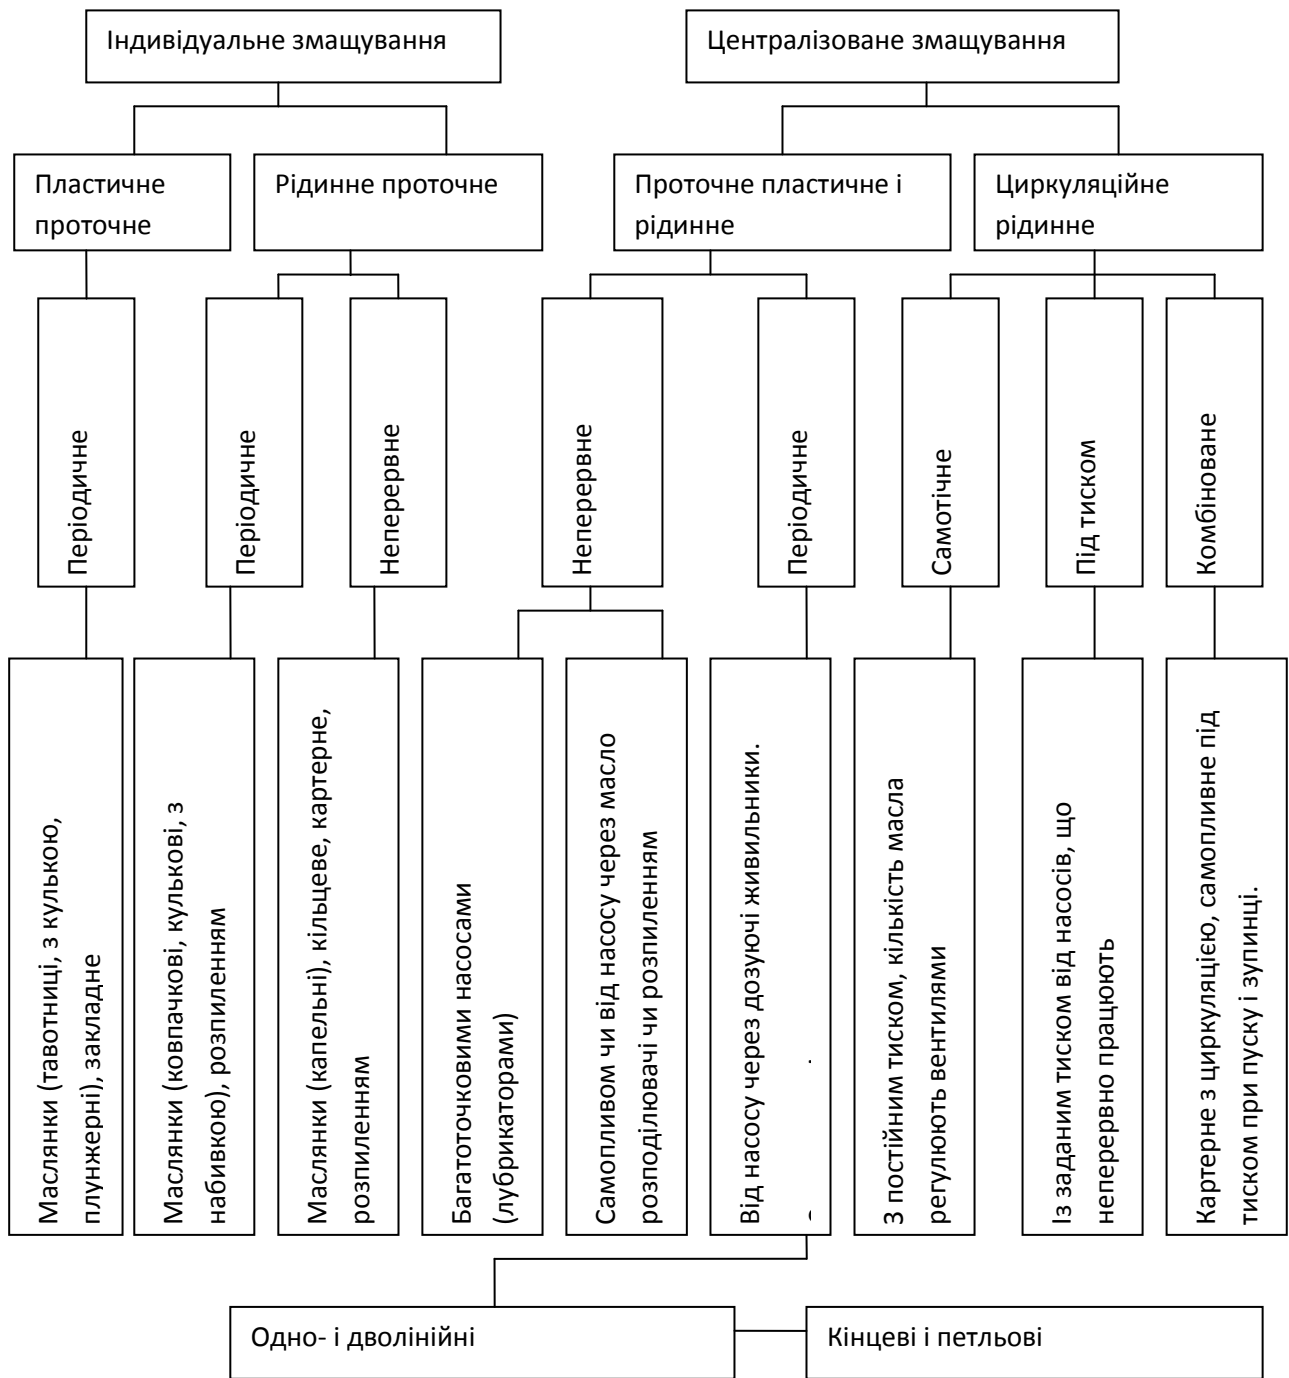 Індивідуальне змащування
Централізоване змащування
Пластичне
проточне
Рідинне проточне
Проточне пластичне і
рідинне
Циркуляційне
рідинне
Періодичне
Періодичне
Неперервне
Неперервне
Періодичне
Самотічне
Під тиском
Комбіноване
Маслянки (тавотниці, з кулькою,
плунжерні), закладне
Маслянки (ковпачкові, кулькові, з
набивкою), розпиленням
Маслянки (капельні), кільцеве, картерне,
розпиленням
Багатоточковими насосами
(лубрикаторами)
Самопливом чи від насосу через масло
розподілювачі чи розпиленням
Від насосу через дозуючі живильники.
З постійним тиском, кількість масла
регулюють вентилями
Із заданим тиском від насосів, що
неперервно працюють
Картерне з циркуляцією, самопливне під
тиском при пуску і зупинці.
Одно- і дволінійні
Кінцеві і петльові